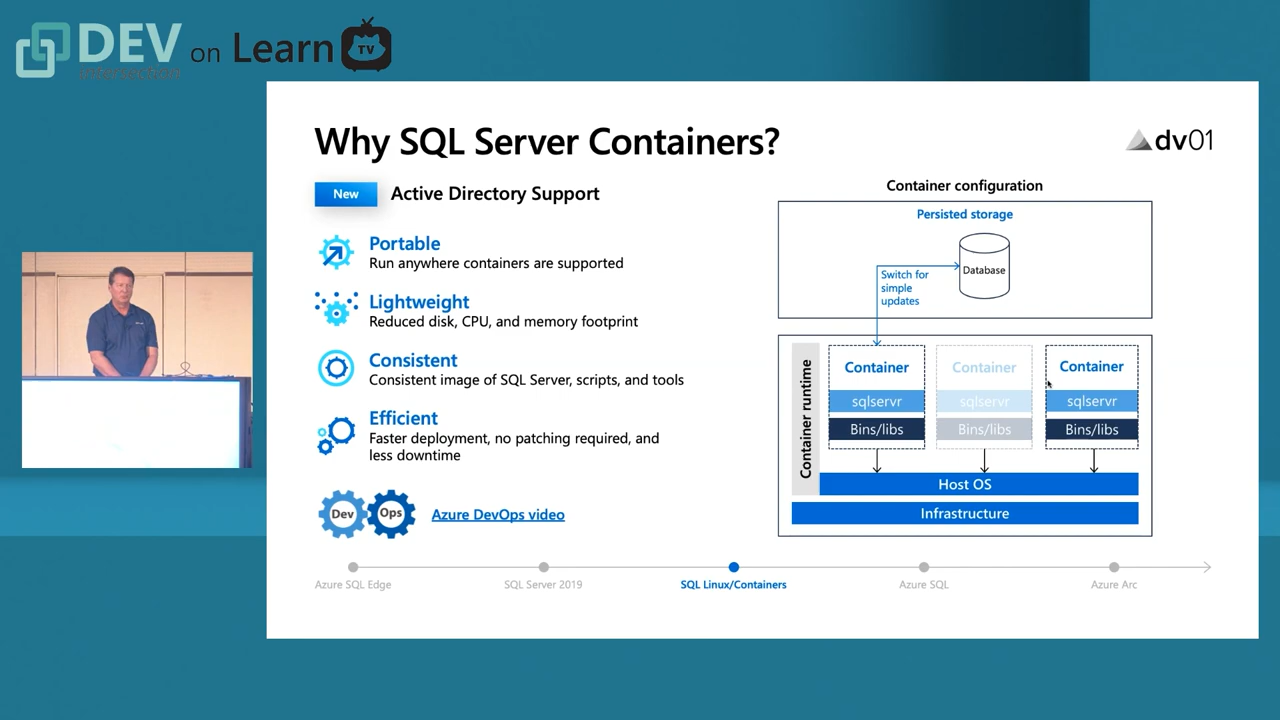 DEV on Learn TV
intersection
Why SQL Server Containers?
dv01
New Active Directory Support
Portable
Run anywhere containers are supported
Lightweight
Reduced disk, CPU, and memory footprint
Consistent
Consistent image of SQL Server, scripts, and tools
Efficient
Faster deployment, no patching required, and
less downtime
Dev Ops Azure DevOps video
Container configuration
Persisted storage
Database
Switch for
simple
updates
Container runtime
Container Container Container
sqlservr sqlservr sqlservr
Bins/libs Bins/libs Bins/libs
Host OS
Infrastructure
Azure SQL Edge SQL Server 2019 SQL Linux/Containers Azure SQL Azure Arc